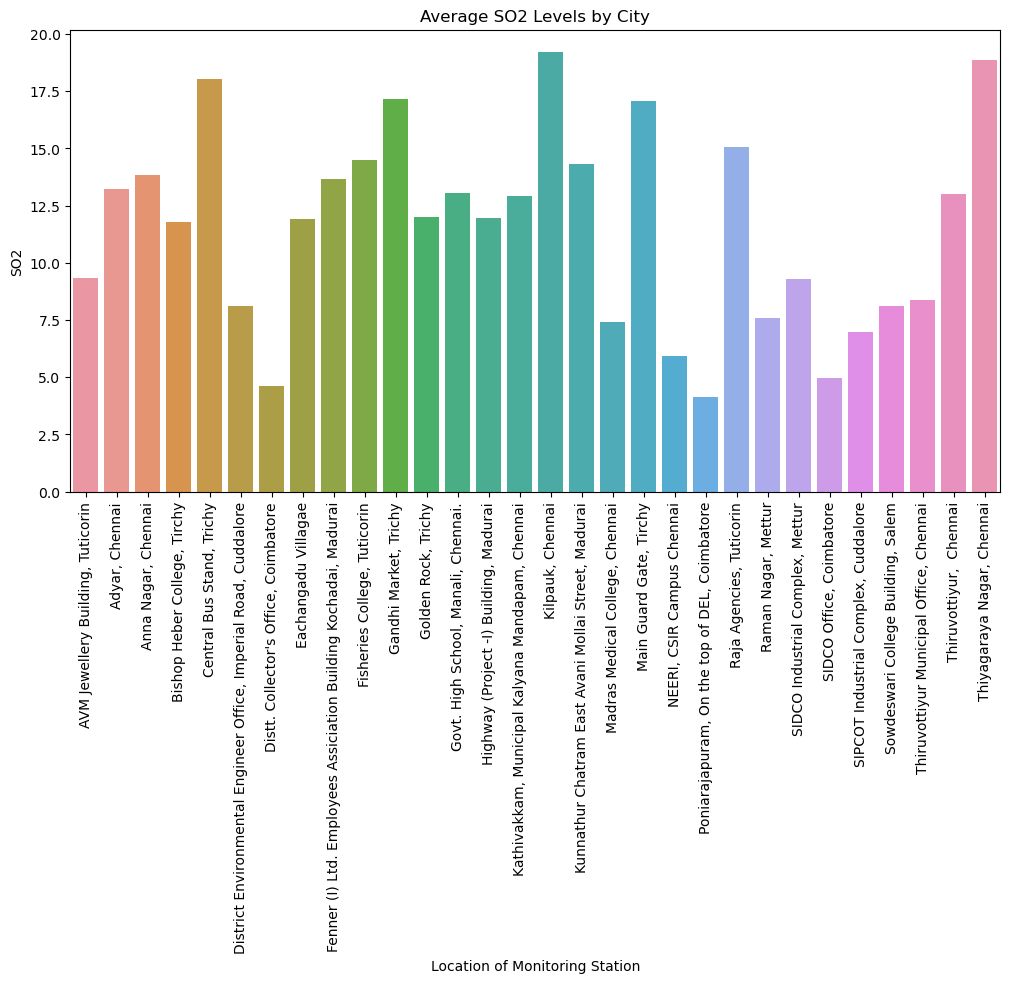 Average SO2 Levels by City
20.0
17.5
15.0
12.5
10.0
7.5
5.0
2.5
0.0
SO2
AVM Jewellery Building, Tuticorin
Adyar, Chennai
Anna Nagar, Chennai
Bishop Heber College, Tirchy
Central Bus Stand, Trichy
District Environmental Engineer Office, Imperial Road, Cuddalore
Distt. Collector's Office, Coimbatore
Eachangadu Villagae
Fenner (I) Ltd. Employees Assiciation Building Kochadai, Madurai
Fisheries College, Tuticorin
Gandhi Market, Trichy
Golden Rock, Trichy
Govt. High School, Manali, Chennai.
Highway (Project -I) Building, Madurai
Kathivakkam, Municipal Kalyana Mandapam, Chennai
Kilpauk, Chennai
Kunnathur Chatram East Avani Mollai Street, Madurai
Madras Medical College, Chennai
Main Guard Gate, Tirchy
NEERI, CSIR Campus Chennai
Poniarajapuram, On the top of DEL, Coimbatore
Raja Agencies, Tuticorin
Raman Nagar, Mettur
SIDCO Industrial Complex, Mettur
SIDCO Office, Coimbatore
SIPCOT Industrial Complex, Cuddalore
Sowdeswari College Building, Salem
Thiruvottiyur Municipal Office, Chennai
Thiruvottiyur, Chennai
Thiyagaraya Nagar, Chennai
Location of Monitoring Station